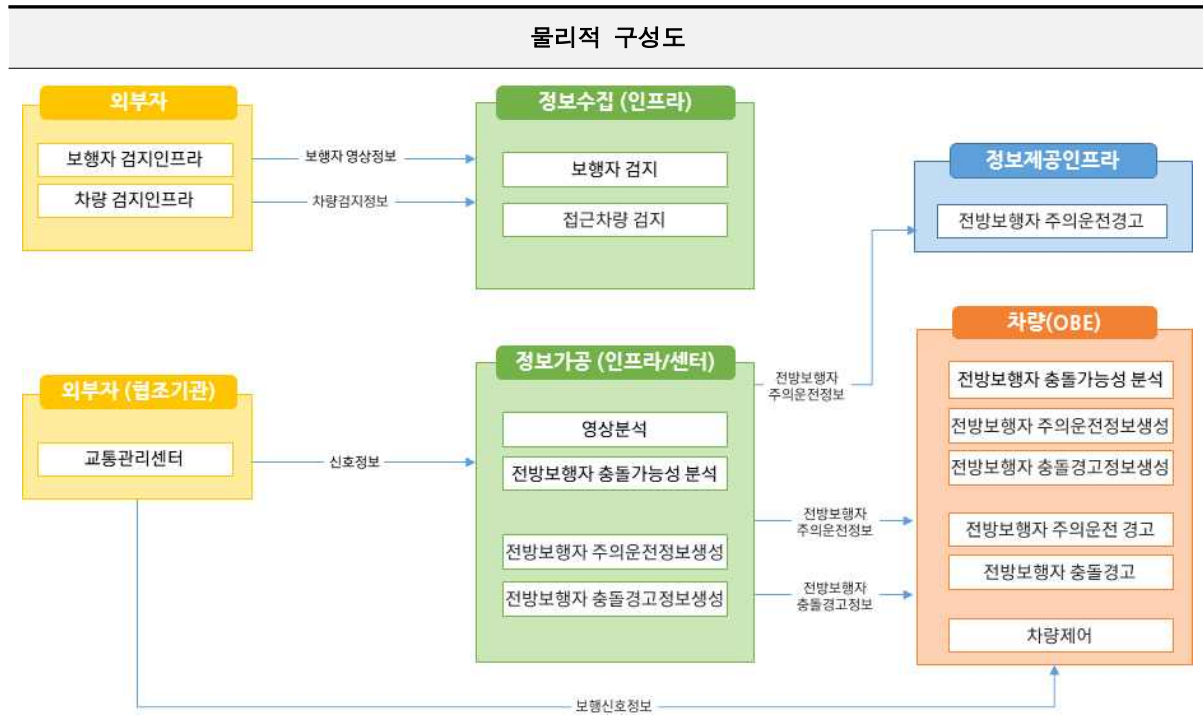 물리적 구성도
외부자
보행자 검지인프라
차량 검지인프라
보행자 영상정보
차량검지정보
정보수집 (인프라)
보행자 검지
접근차량 검지
정보제공인프라
전방보행자 주의운전경고
외부자 (협조기관)
교통관리센터
신호정보
정보가공 (인프라/센터)
영상분석
전방보행자 충돌가능성 분석
전방보행자 주의운전정보생성
전방보행자 충돌경고정보생성
전방보행자
주의운전정보
전방보행자
주의운전정보
전방보행자
충돌경고정보
차량(OBE)
전방보행자 충돌가능성 분석
전방보행자 주의운전정보생성
전방보행자 충돌경고정보생성
전방보행자 주의운전 경고
전방보행자 충돌경고
차량제어
보행신호정보